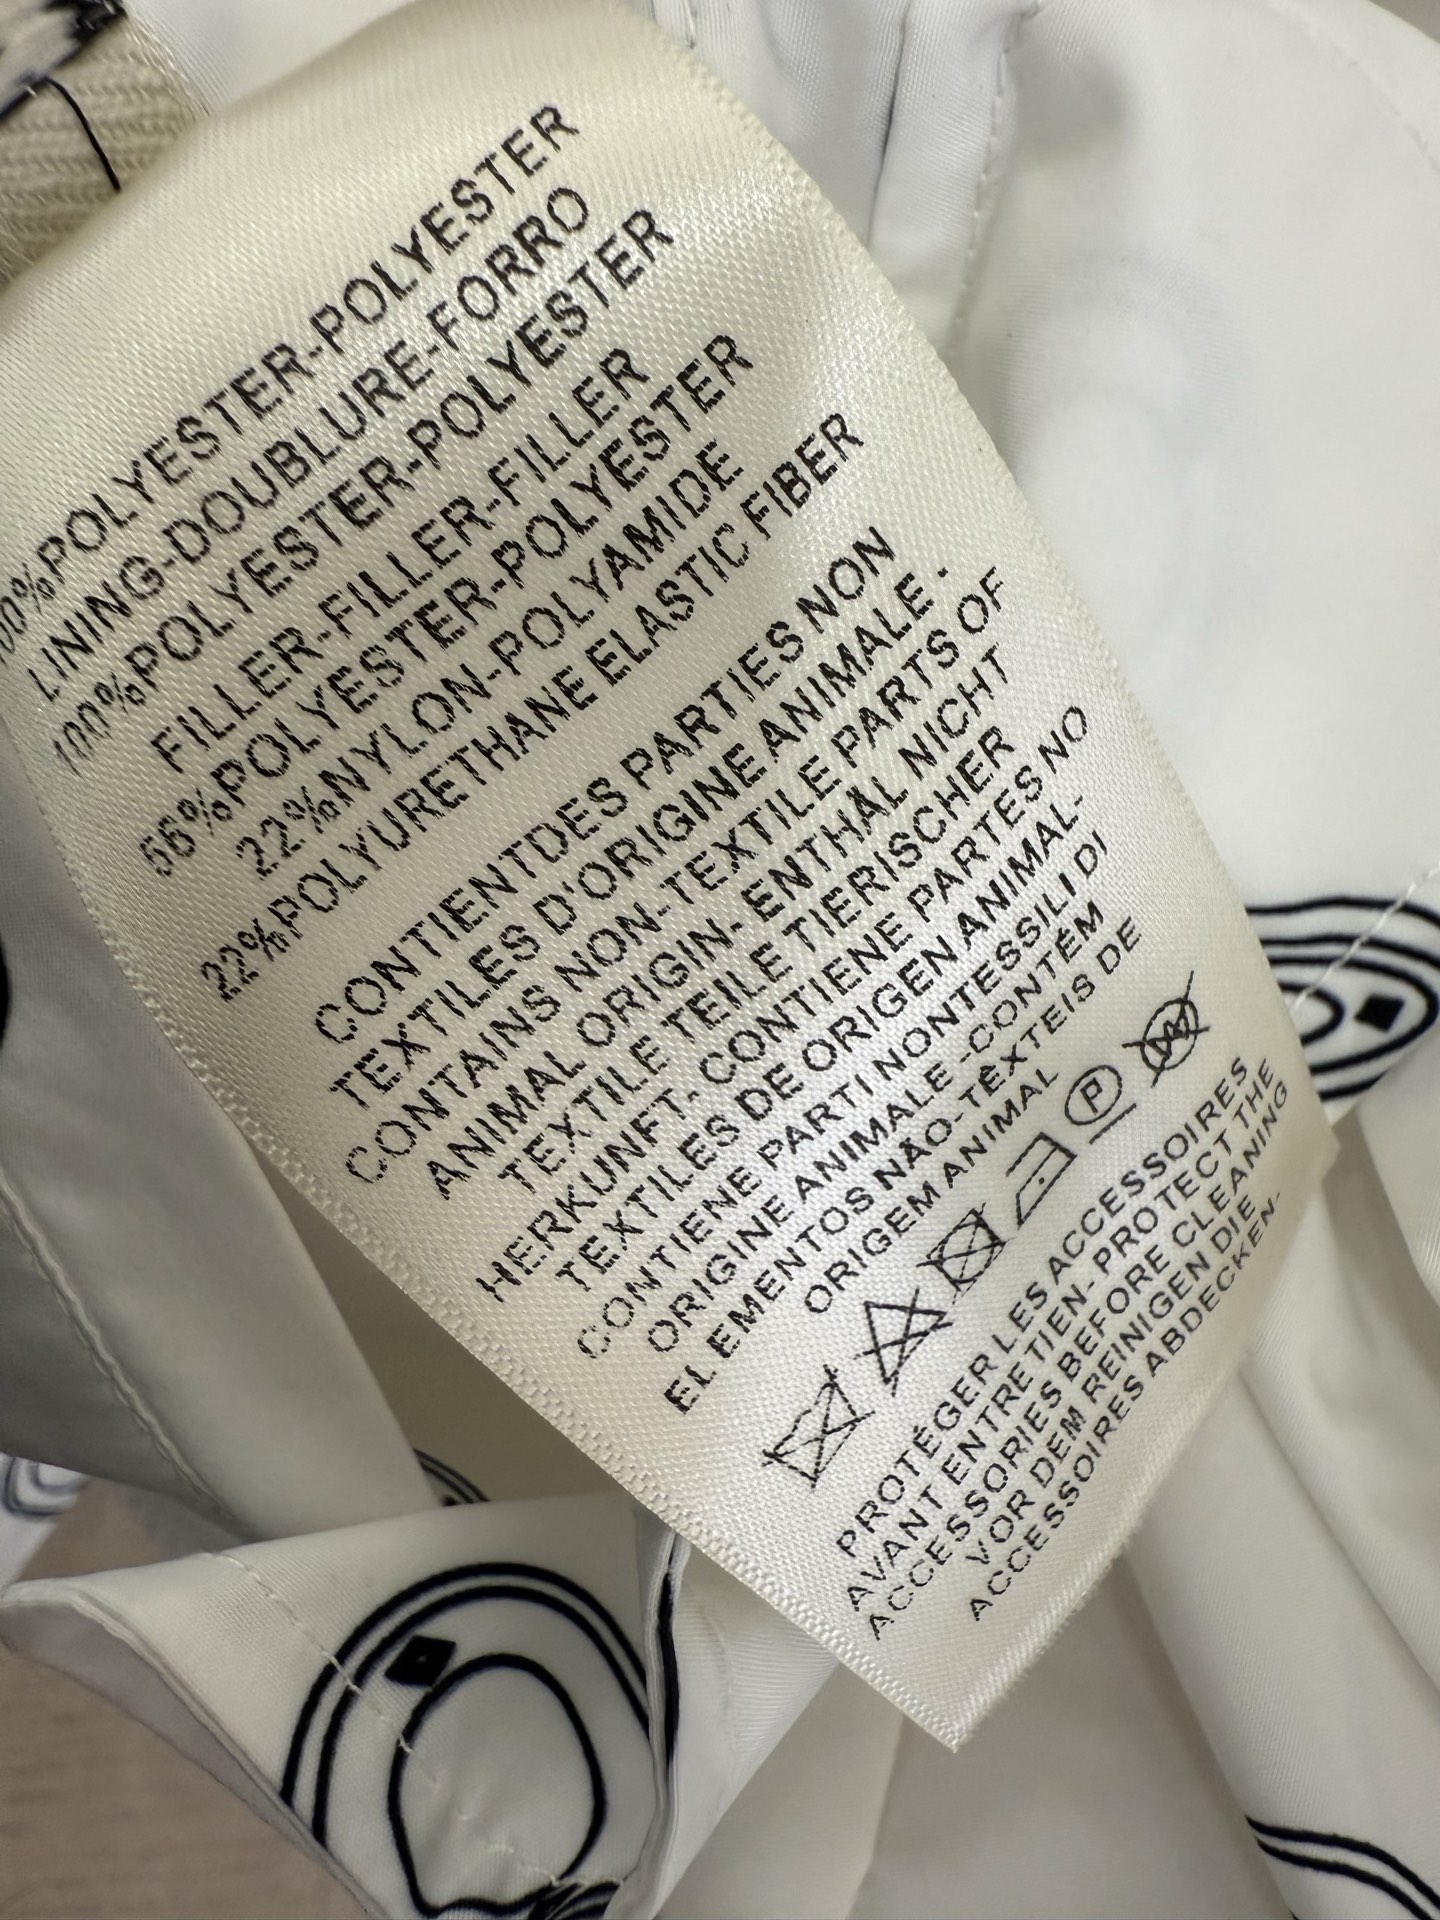 00%POLYESTER-POLYESTER
LINING-DOUBLURE-FORRO
100%POLYESTER-POLYESTER
FILLER-FILLER-FILLER
56%POLYESTER-POLYESTER
22%NYLON-POLYAMIDE
22%POLYURETHANE ELASTIC FIBER
CONTIENTDES PARTIES NON
TEXTILES D'ORIGINE ANIMALE .
CONTAINS NON-TEXTILE PARTS OF
ANIMAL ORIGIN- ENTHÄL NICHT
TEXTILE TEILE TIERISCHER
HERKUNFT- CONTIENE PARTES NO
TEXTILES DE ORIGEN ANIMAL-
CONTIENE PARTI NONTESSILI DI
ORIGINE ANIMALE -CONTÉM
ELEMENTOS NÃO-TÊXTEIS DE
ORIGEM ANIMAL
P W
PROTÉGER LES ACCESSOIRES
AVANT ENTRETIEN- PROTECT THE
ACCESSORIES BEFORE CLEANING
VOR DEM REINIGEN DIE
ACCESSOIRES ABDECKEN-